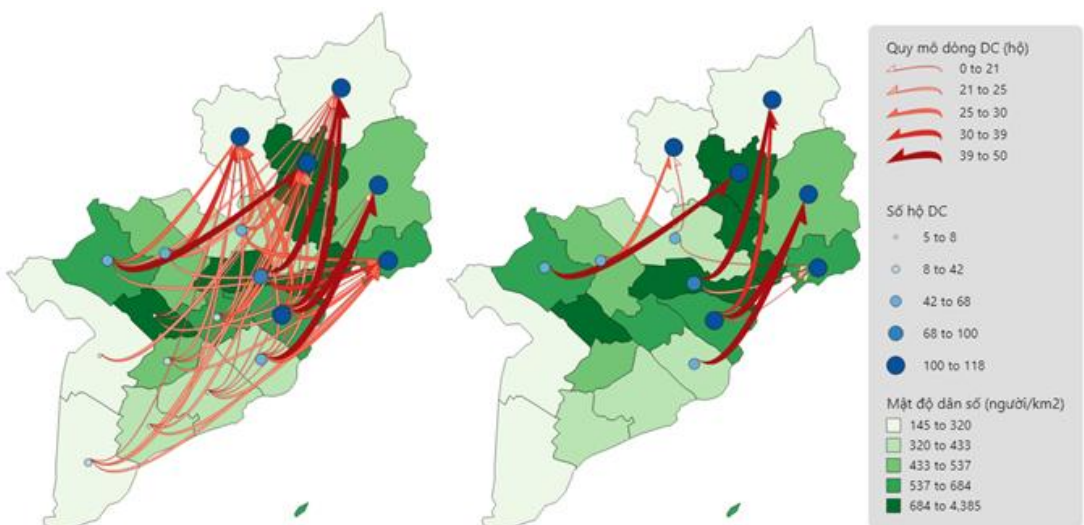 Quy mô dòng DC (hộ)
0 to 21
21 to 25
25 to 30
30 to 39
39 to 50
Số hộ DC
5 to 8
8 to 42
42 to 68
68 to 100
100 to 118
Mật độ dân số (người/km2)
145 to 320
320 to 433
433 to 537
537 to 684
684 to 4,385